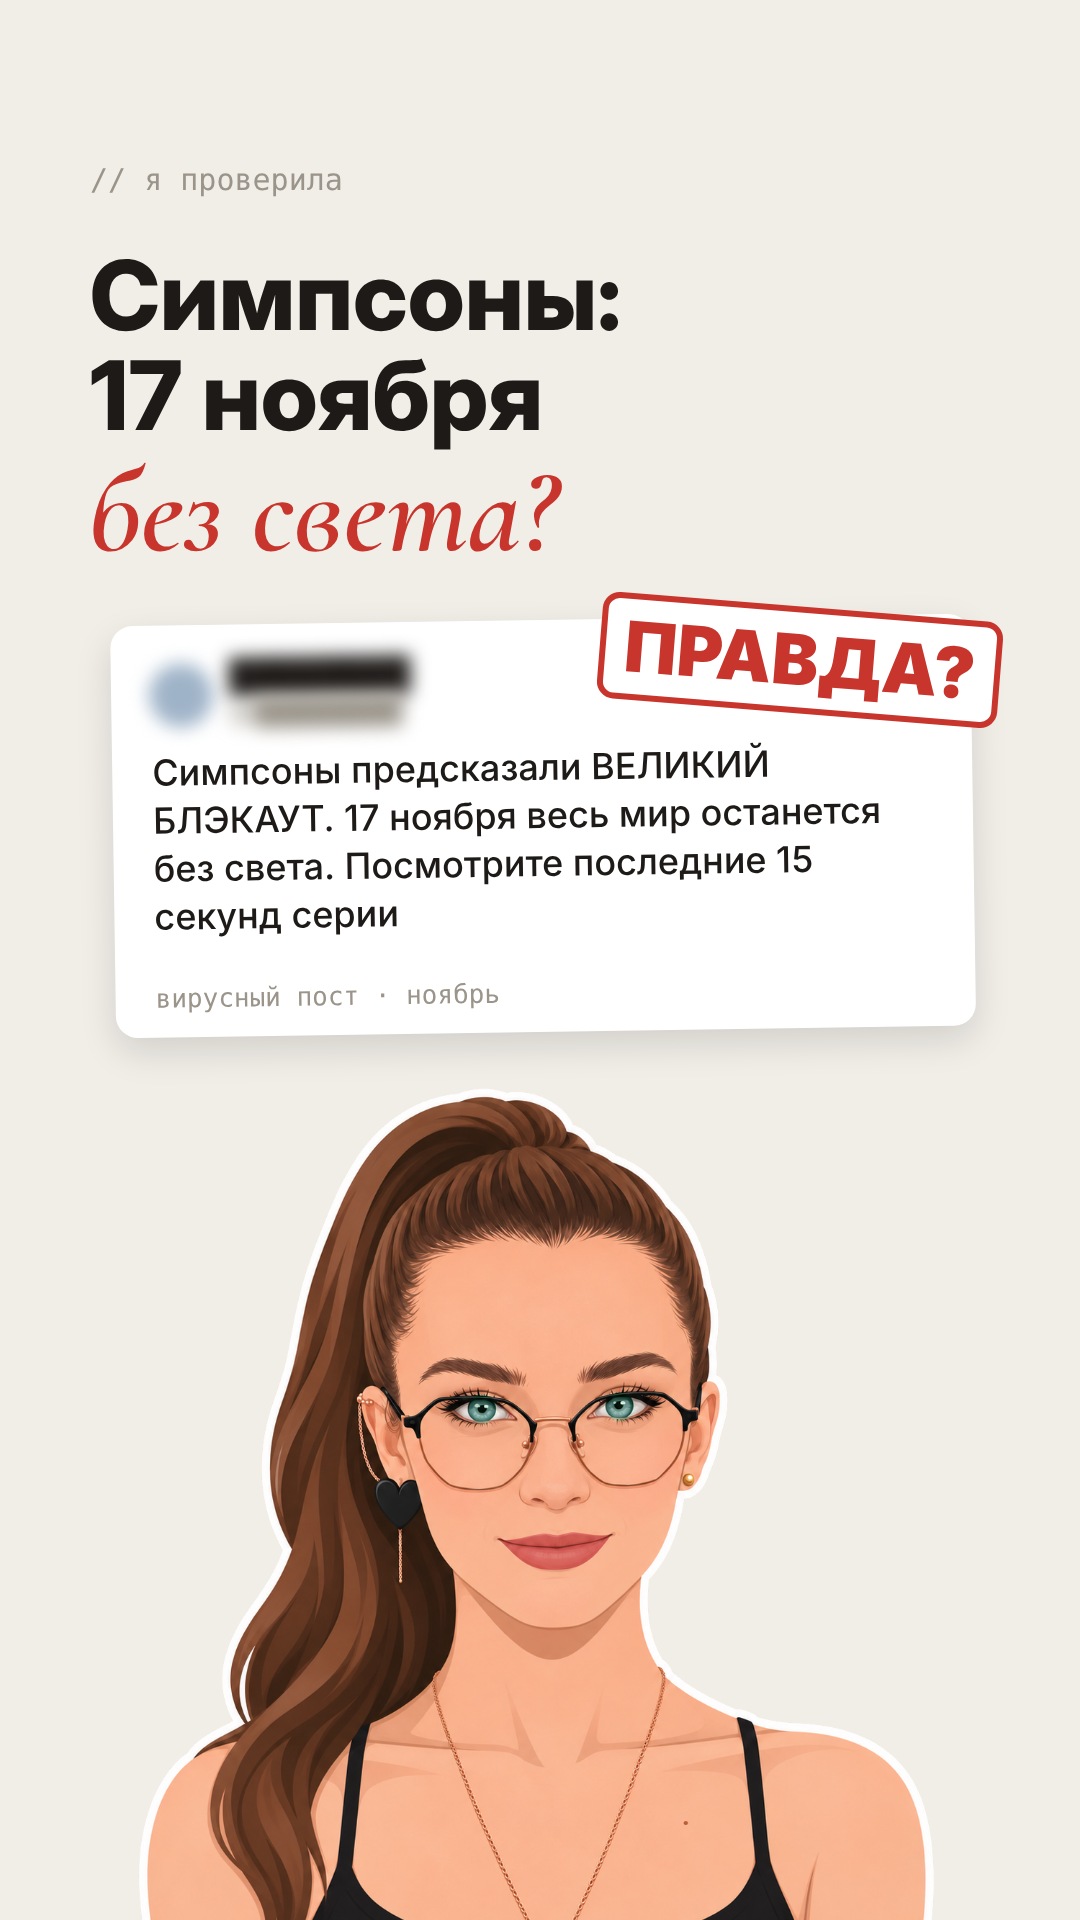 // я проверила
Симпсоны:
17 ноября
без света?
ПРАВДА?
Симпсоны предсказали ВЕЛИКИЙ
БЛЭКАУТ. 17 ноября весь мир останется
без света. Посмотрите последние 15
секунд серии
вирусный пост · ноябрь